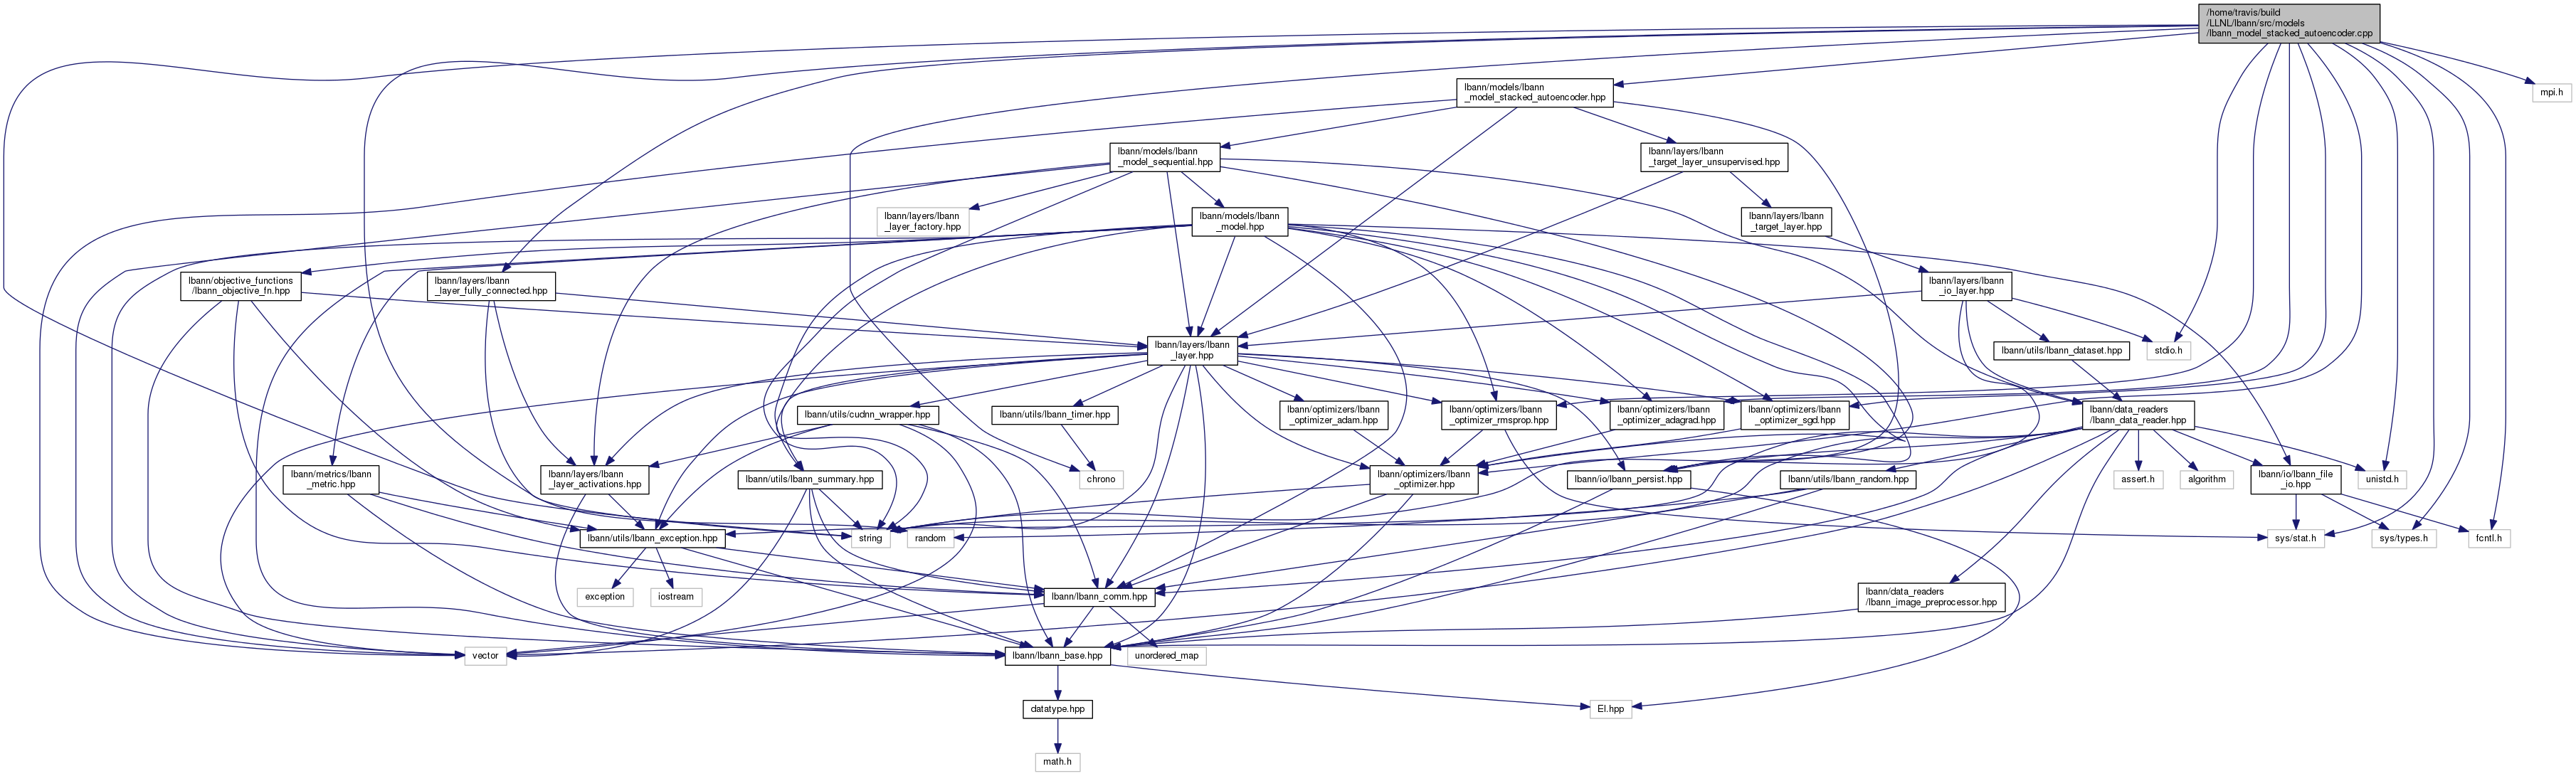 /home/travis/build
/LLNL/lbann/src/models
/lbann_model_stacked_autoencoder.cpp
mpi.h
lbann/models/lbann
_model_stacked_autoencoder.hpp
lbann/models/lbann
_model_sequential.hpp
lbann/layers/lbann
_target_layer_unsupervised.hpp
lbann/layers/lbann
_layer_factory.hpp
lbann/models/lbann
_model.hpp
lbann/layers/lbann
_target_layer.hpp
lbann/objective_functions
/lbann_objective_fn.hpp
lbann/layers/lbann
_layer_fully_connected.hpp
lbann/layers/lbann
_io_layer.hpp
lbann/layers/lbann
_layer.hpp
lbann/utils/lbann_dataset.hpp
stdio.h
lbann/utils/cudnn_wrapper.hpp
lbann/utils/lbann_timer.hpp
lbann/optimizers/lbann
_optimizer_adam.hpp
lbann/optimizers/lbann
_optimizer_rmsprop.hpp
lbann/optimizers/lbann
_optimizer_adagrad.hpp
lbann/optimizers/lbann
_optimizer_sgd.hpp
lbann/data_readers
/lbann_data_reader.hpp
lbann/metrics/lbann
_metric.hpp
lbann/layers/lbann
_layer_activations.hpp
lbann/utils/lbann_summary.hpp
chrono
lbann/optimizers/lbann
_optimizer.hpp
lbann/io/lbann_persist.hpp
lbann/utils/lbann_random.hpp
assert.h
algorithm
lbann/io/lbann_file
_io.hpp
unistd.h
lbann/utils/lbann_exception.hpp
string
random
sys/stat.h
sys/types.h
fcntl.h
exception
iostream
lbann/lbann_comm.hpp
lbann/data_readers
/lbann_image_preprocessor.hpp
vector
lbann/lbann_base.hpp
unordered_map
datatype.hpp
El.hpp
math.h